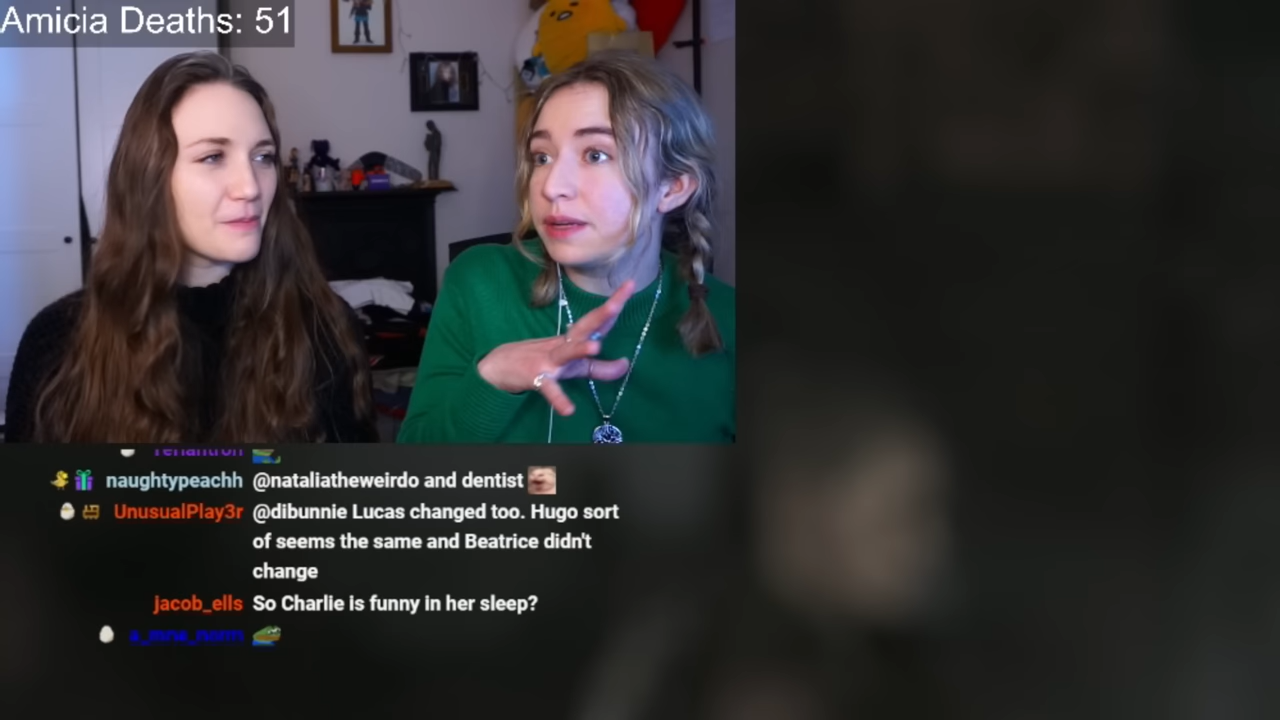 Amicia Deaths: 51
naughtypeachh @nataliatheweirdo and dentist
UnusualPlay3r @dibunnie Lucas changed too. Hugo sort
of seems the same and Beatrice didn't
change
jacob_ells So Charlie is funny in her sleep?